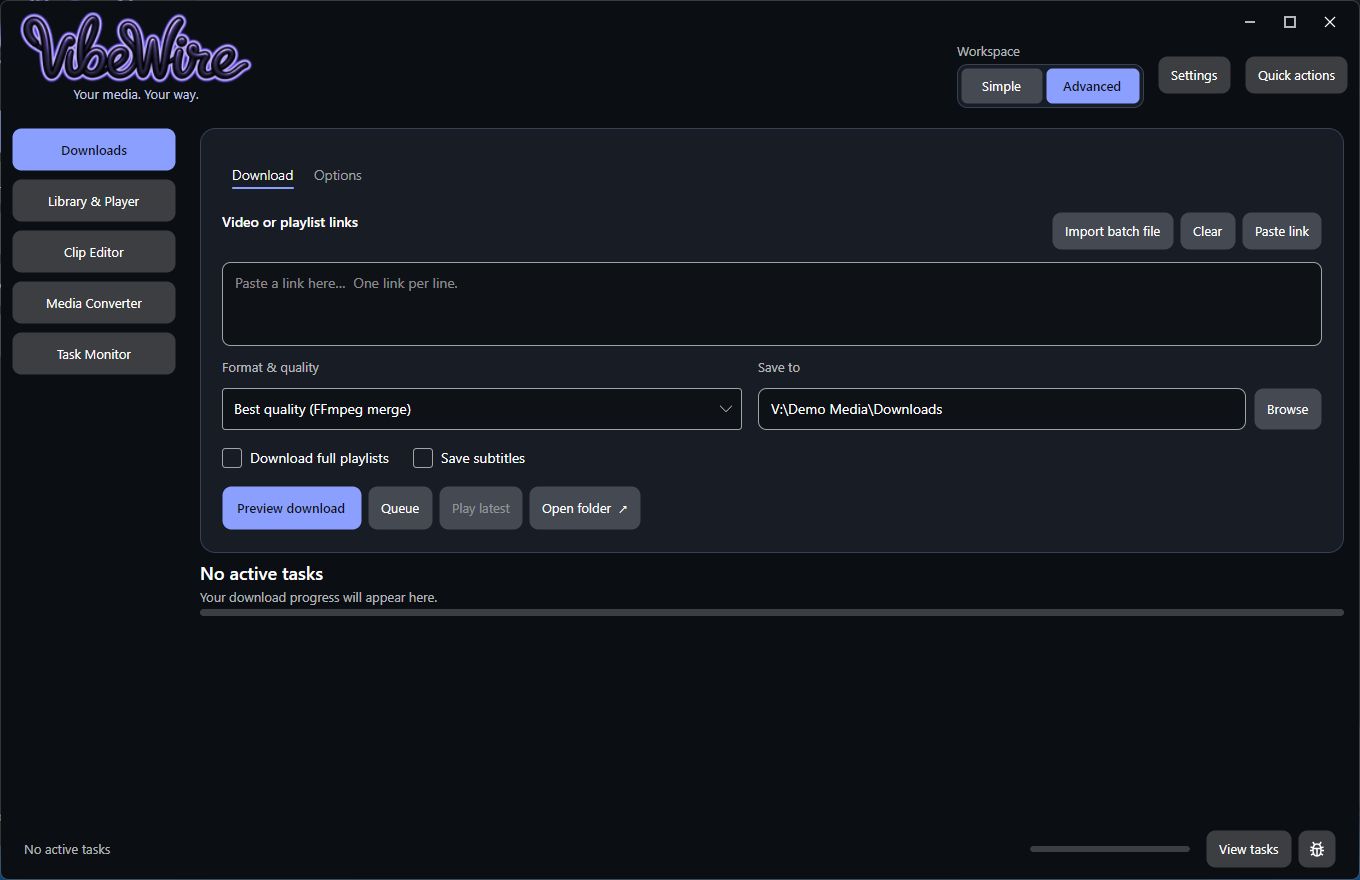 VibeWire
Your media. Your way.
Workspace
Simple
Advanced
Settings
Quick actions
Downloads
Library & Player
Clip Editor
Media Converter
Task Monitor
Download
Options
Video or playlist links
Import batch file
Clear
Paste link
Paste a link here... One link per line.
Format & quality
Save to
Best quality (FFmpeg merge)
V:\Demo Media\Downloads
Browse
Download full playlists
Save subtitles
Preview download
Queue
Play latest
Open folder ↗
No active tasks
Your download progress will appear here.
No active tasks
View tasks